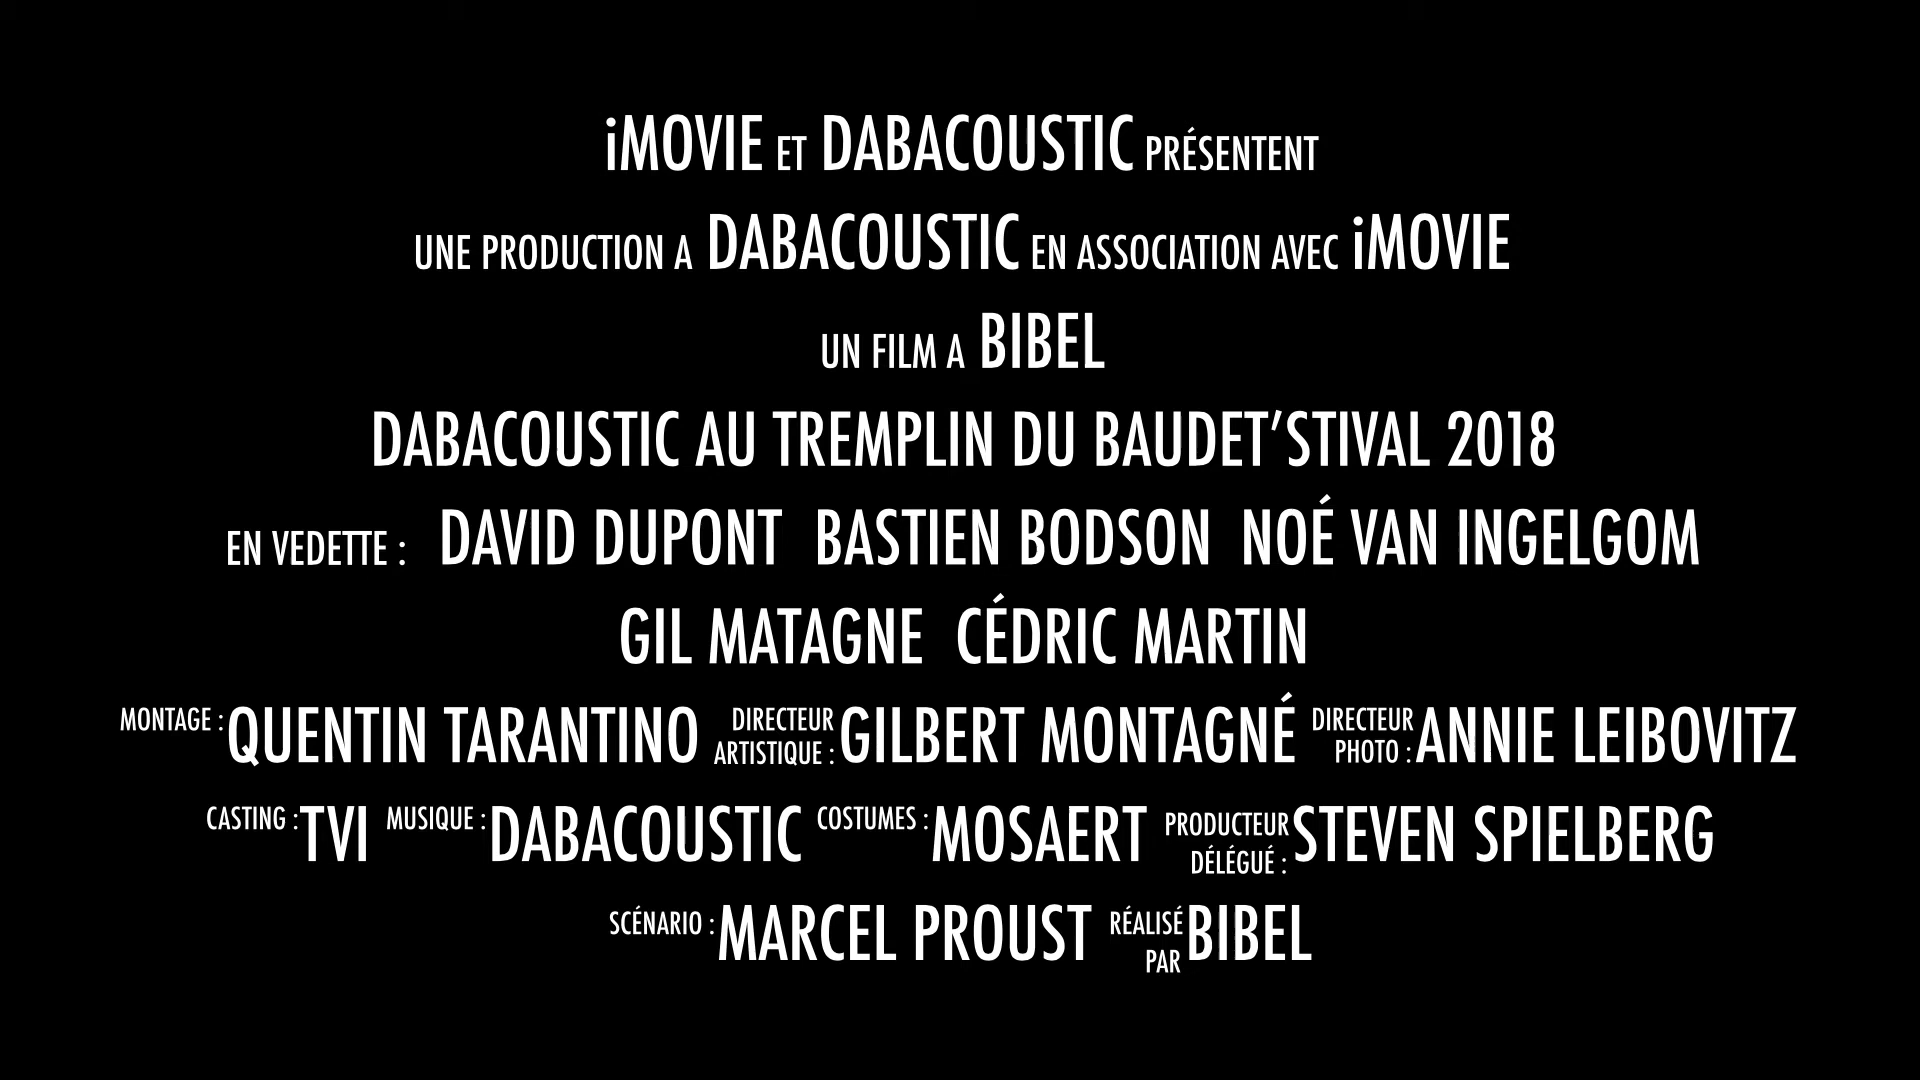 iMOVIE ET DABACOUSTIC PRÉSENTENT
UNE PRODUCTION A DABACOUSTIC EN ASSOCIATION AVEC iMOVIE
UN FILM A BIBEL
DABACOUSTIC AU TREMPLIN DU BAUDET’STIVAL 2018
EN VEDETTE : DAVID DUPONT BASTIEN BODSON NOÉ VAN INGELGOM
GIL MATAGNE CÉDRIC MARTIN
MONTAGE : QUENTIN TARANTINO DIRECTEUR ARTISTIQUE : GILBERT MONTAGNÉ DIRECTEUR PHOTO : ANNIE LEIBOVITZ
CASTING : TVI MUSIQUE : DABACOUSTIC COSTUMES : MOSAERT PRODUCTEUR DÉLÉGUÉ : STEVEN SPIELBERG
SCÉNARIO : MARCEL PROUST RÉALISÉ PAR BIBEL